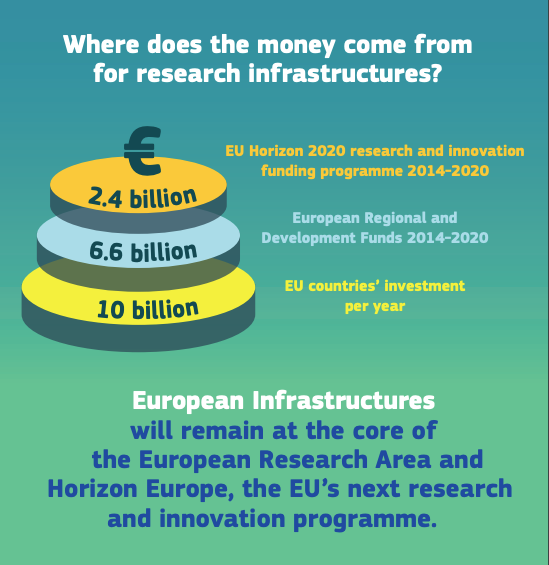 Where does the money come from
for research infrastructures?
€
2.4 billion
EU Horizon 2020 research and innovation
funding programme 2014-2020
6.6 billion
European Regional and
Development Funds 2014-2020
10 billion
EU countries' investment
per year
European Infrastructures
will remain at the core of
the European Research Area and
Horizon Europe, the EU's next research
and innovation programme.